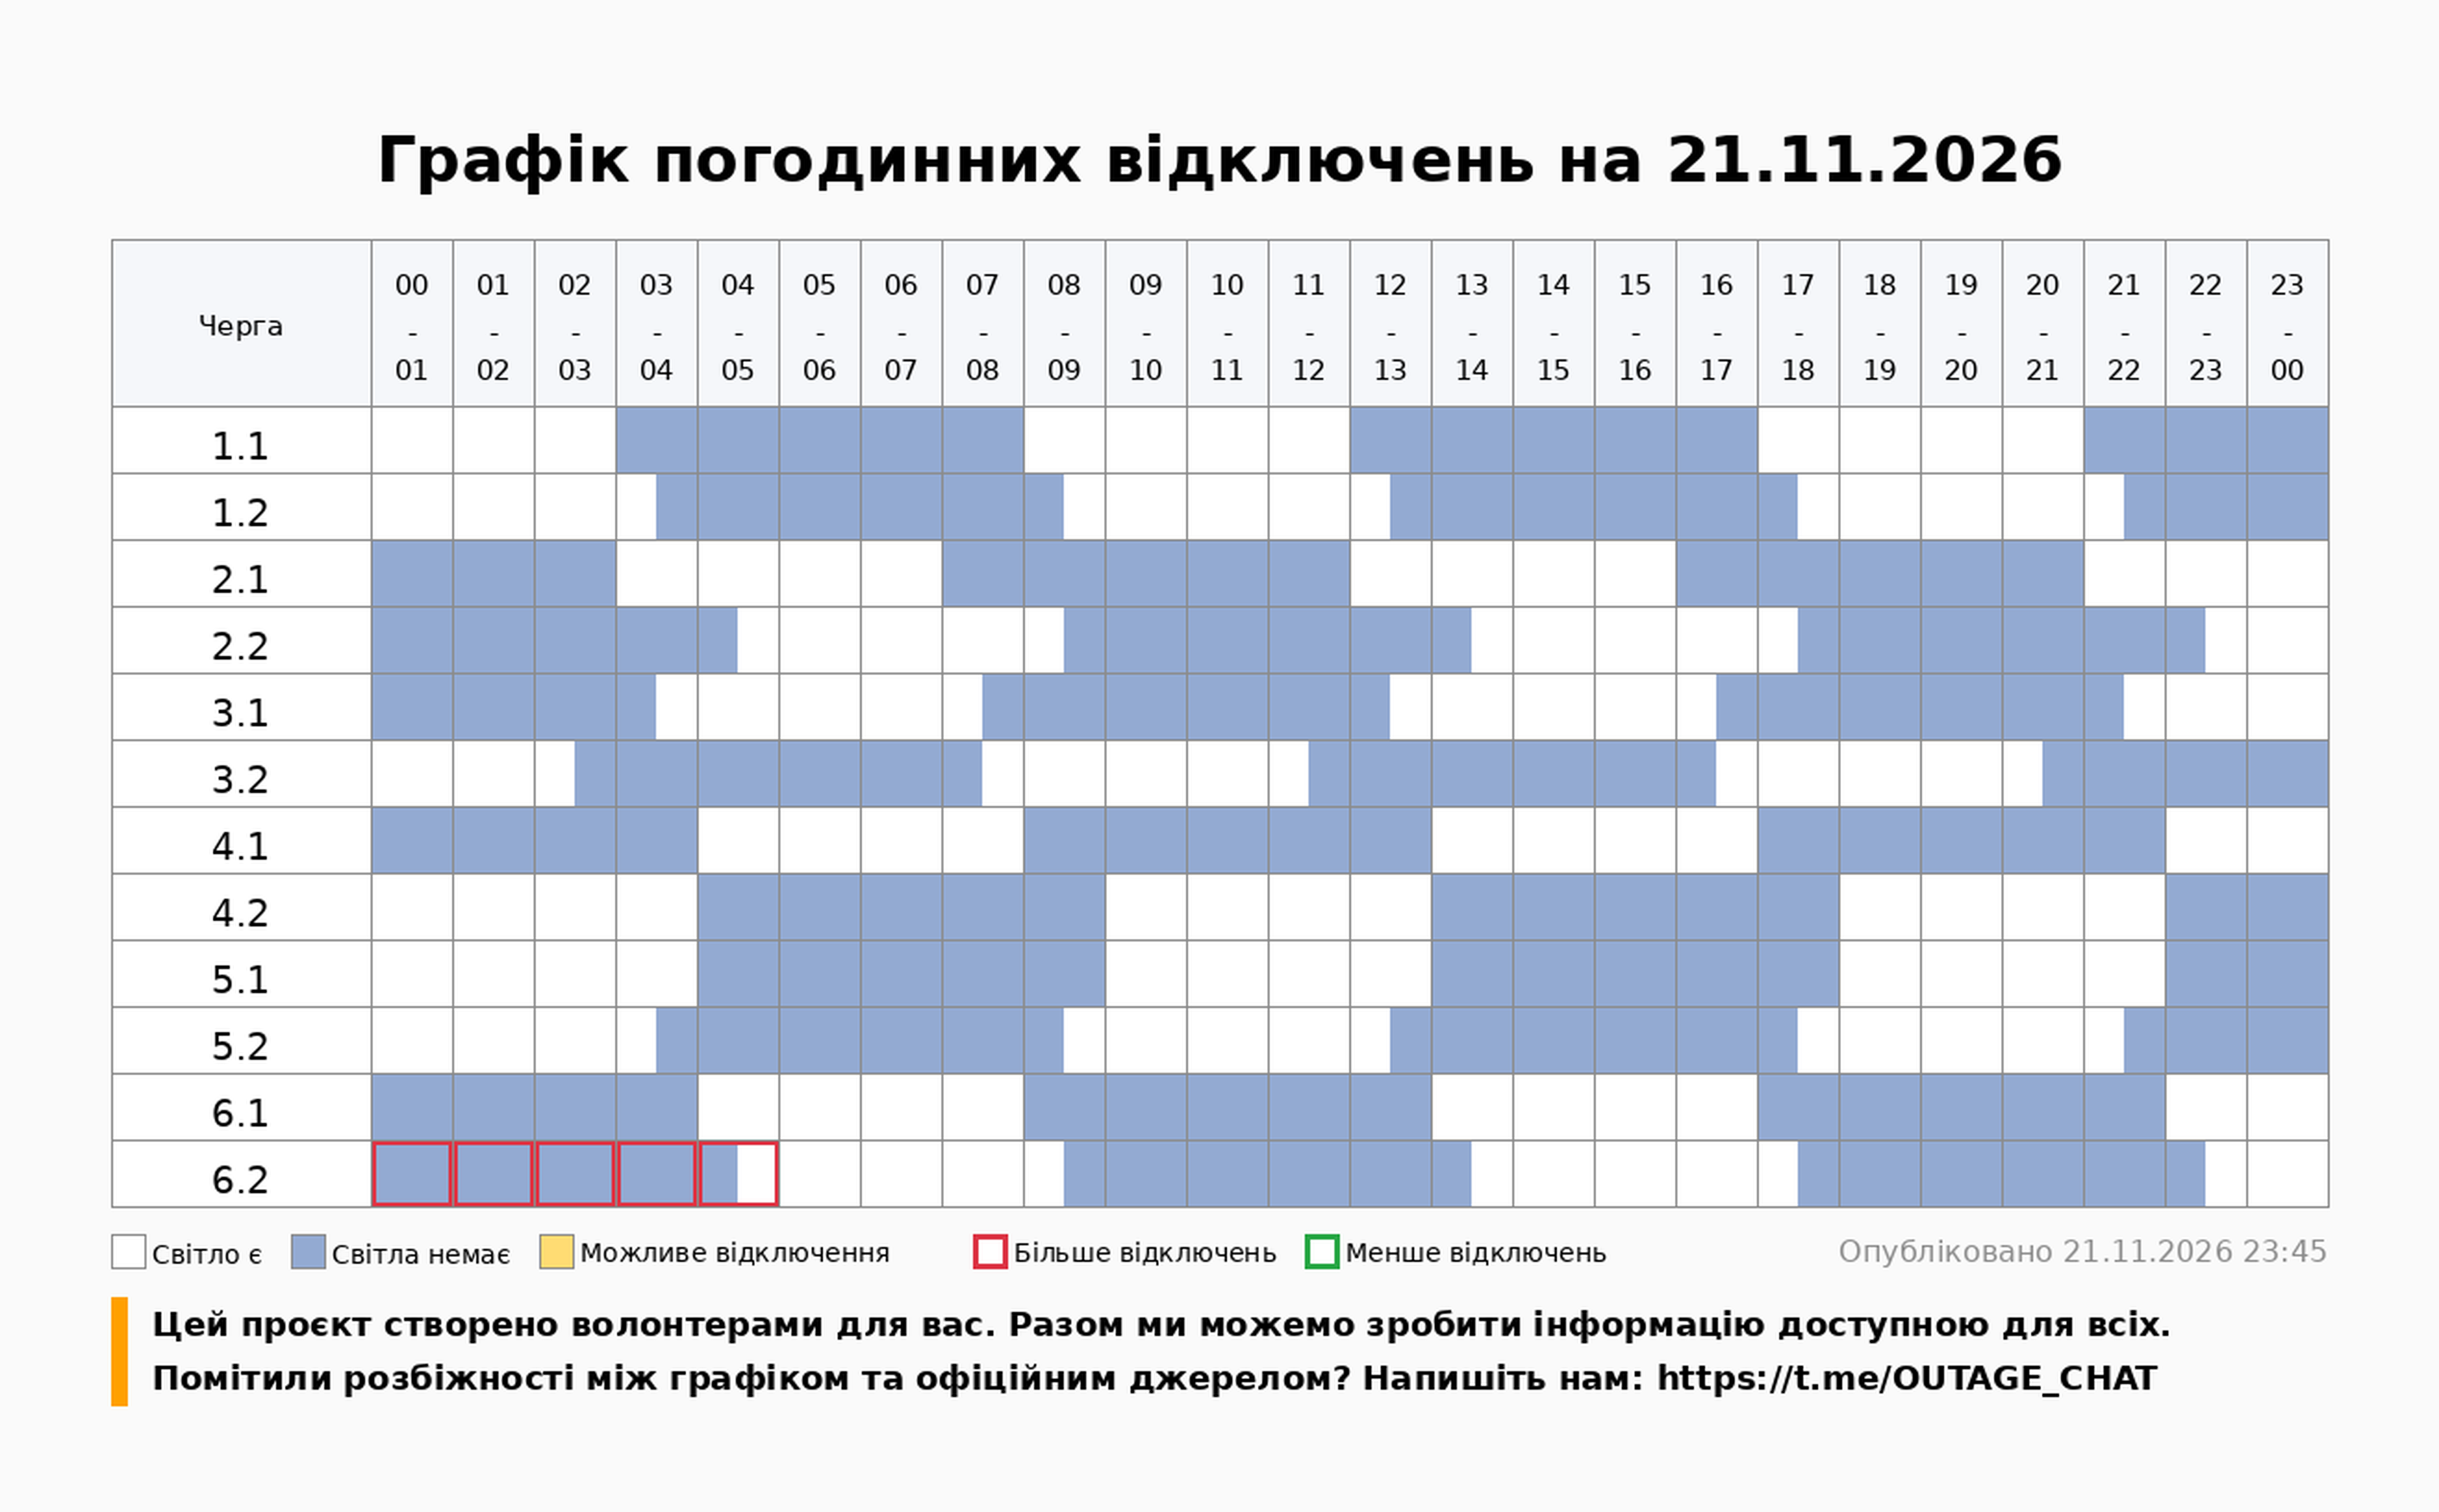 Графік погодинних відключень на 21.11.2026
Черга 00 - 01 01 - 02 02 - 03 03 - 04 04 - 05 05 - 06 06 - 07 07 - 08 08 - 09 09 - 10 10 - 11 11 - 12 12 - 13 13 - 14 14 - 15 15 - 16 16 - 17 17 - 18 18 - 19 19 - 20 20 - 21 21 - 22 22 - 23 23 - 00
1.1
1.2
2.1
2.2
3.1
3.2
4.1
4.2
5.1
5.2
6.1
6.2
Світло є Світла немає Можливе відключення Більше відключень Менше відключень Опубліковано 21.11.2026 23:45
Цей проєкт створено волонтерами для вас. Разом ми можемо зробити інформацію доступною для всіх.
Помітили розбіжності між графіком та офіційним джерелом? Напишіть нам: https://t.me/OUTAGE_CHAT